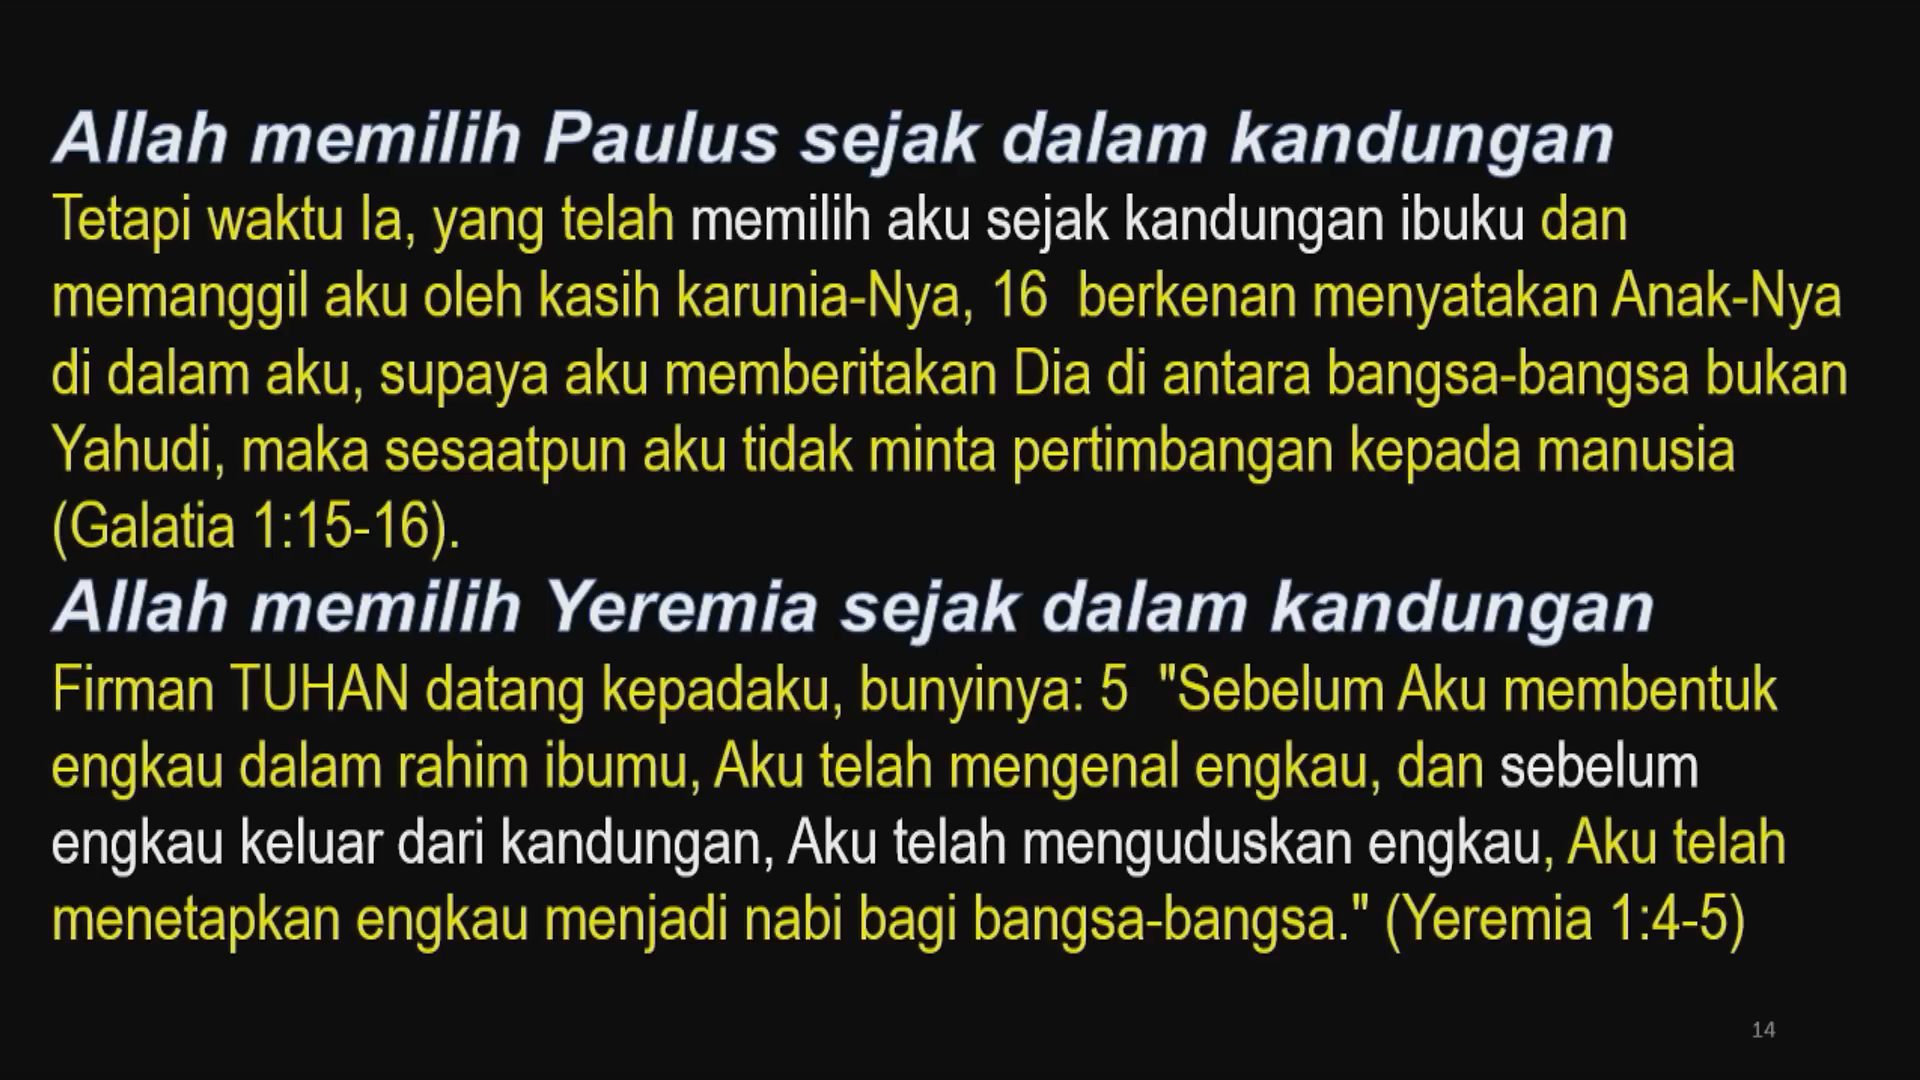 Allah memilih Paulus sejak dalam kandungan
Tetapi waktu Ia, yang telah memilih aku sejak kandungan ibuku dan
memanggil aku oleh kasih karunia-Nya, 16  berkenan menyatakan Anak-Nya
di dalam aku, supaya aku memberitakan Dia di antara bangsa-bangsa bukan
Yahudi, maka sesaatpun aku tidak minta pertimbangan kepada manusia
(Galatia 1:15-16).
Allah memilih Yeremia sejak dalam kandungan
Firman TUHAN datang kepadaku, bunyinya: 5  "Sebelum Aku membentuk
engkau dalam rahim ibumu, Aku telah mengenal engkau, dan sebelum
engkau keluar dari kandungan, Aku telah menguduskan engkau, Aku telah
menetapkan engkau menjadi nabi bagi bangsa-bangsa." (Yeremia 1:4-5)
14